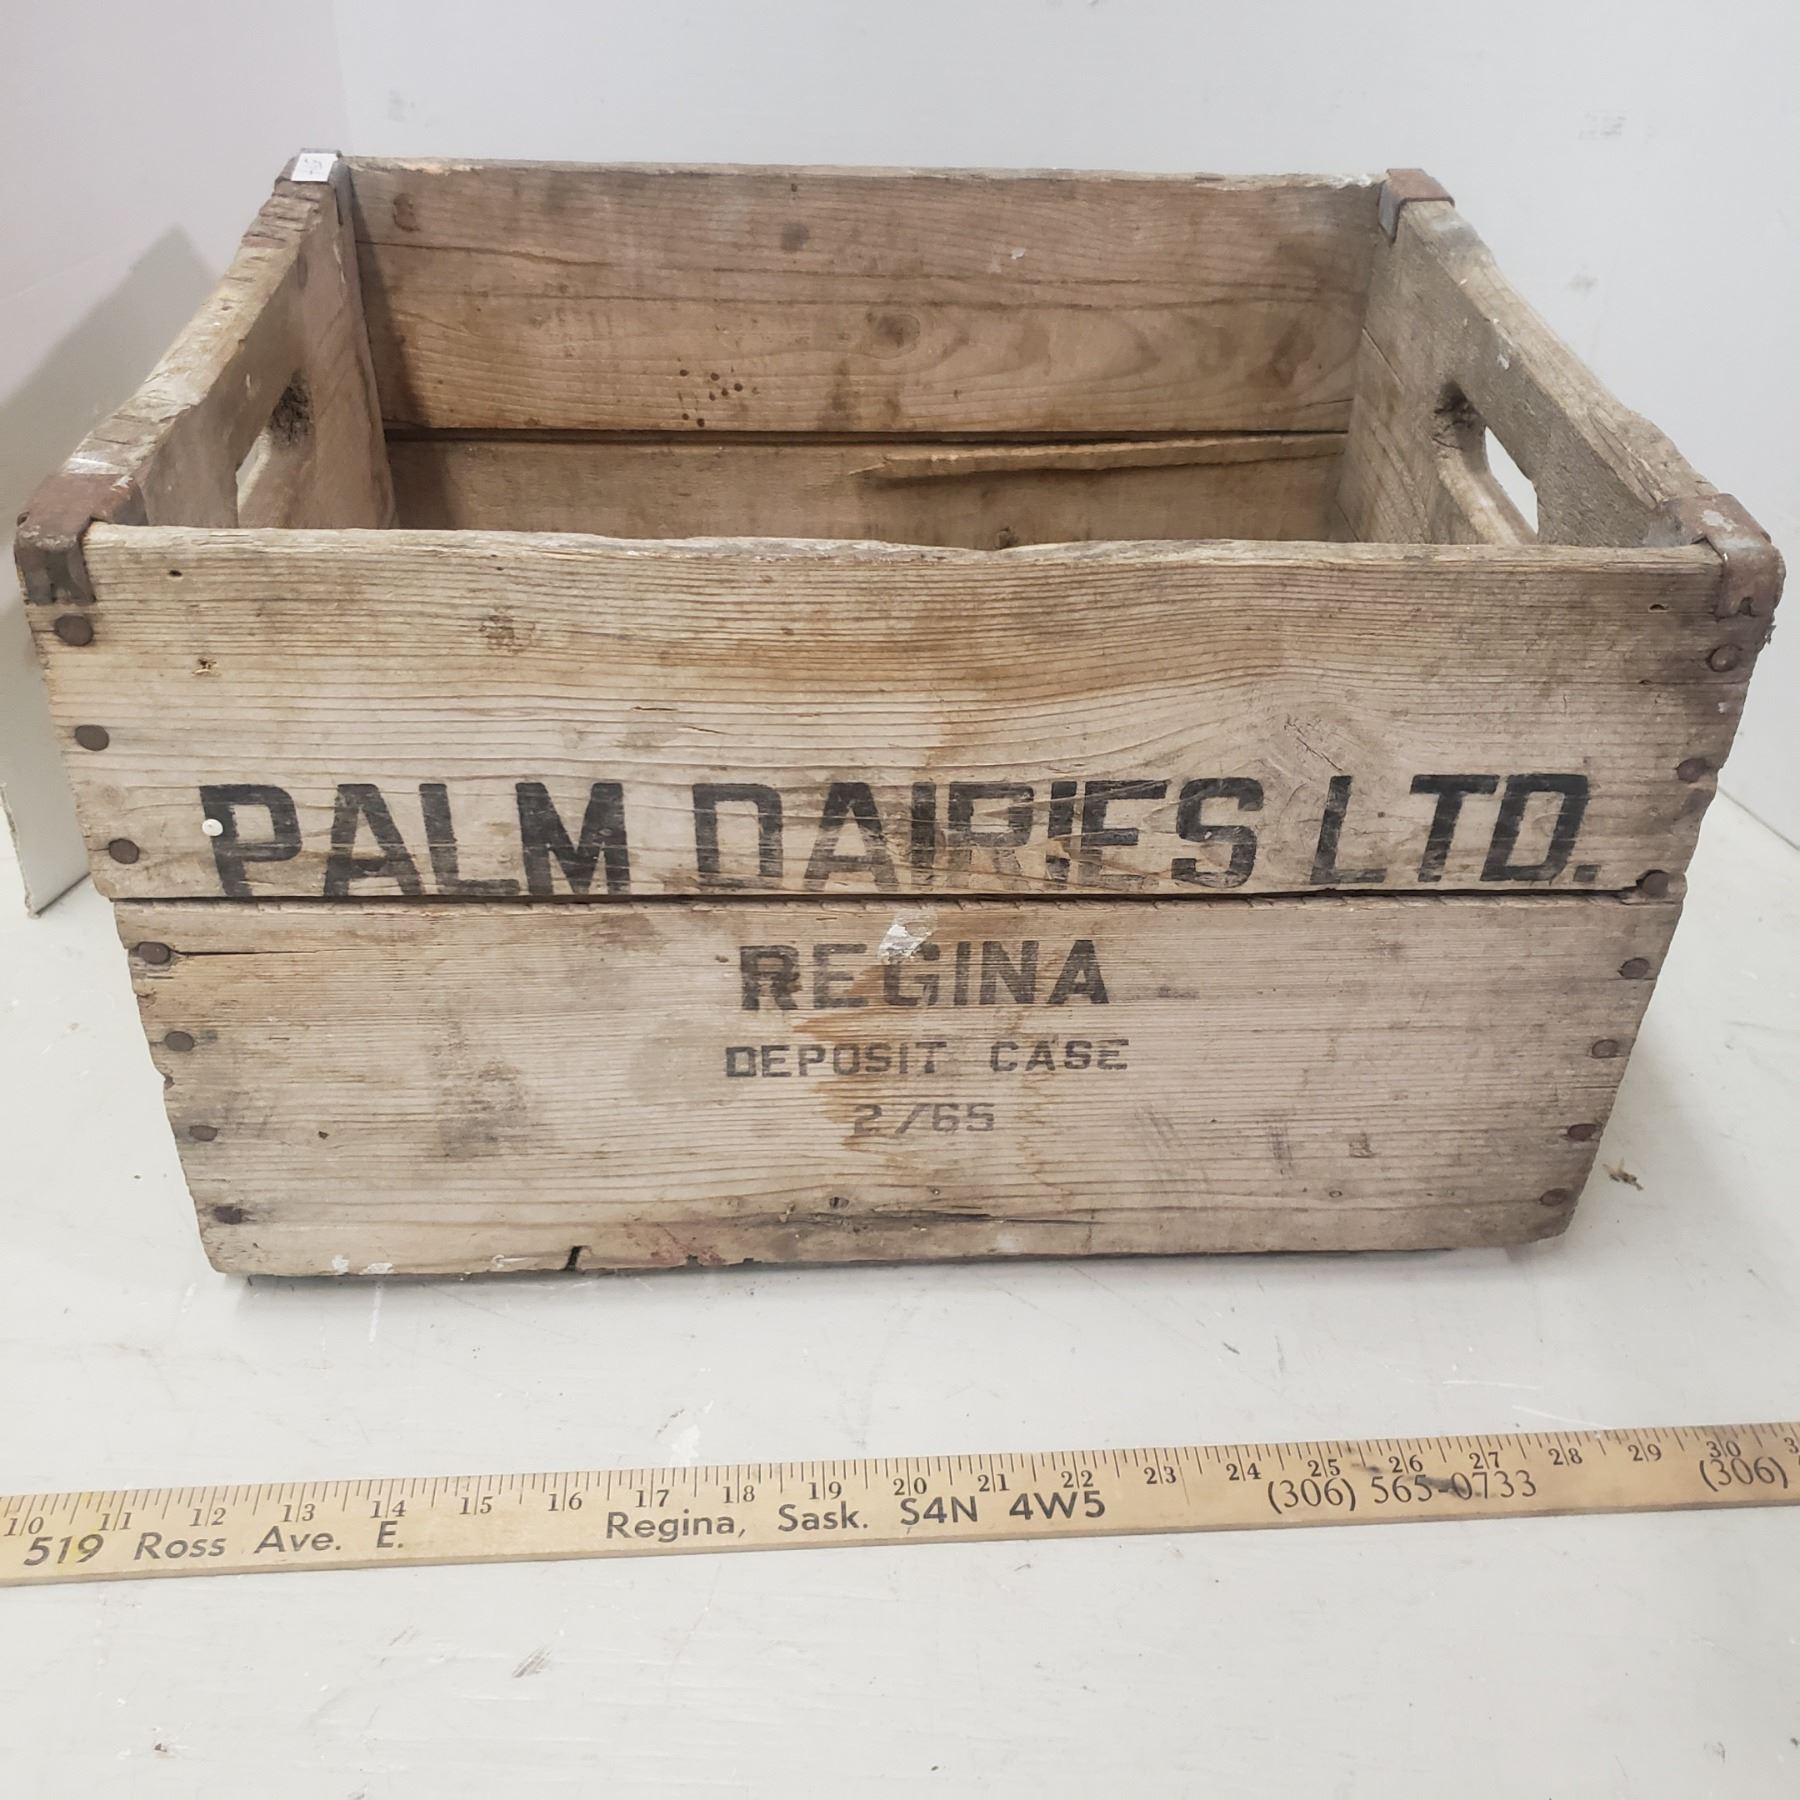 PALM DAIRIES LTD.
REGINA
DEPOSIT CASE
2/65
10 11 12 13 14 15 16 17 18 19 20 21 22 23 24 25 26 27 28 29 30
519 Ross Ave. E. Regina, Sask. S4N 4W5 (306) 565-0733 (306)